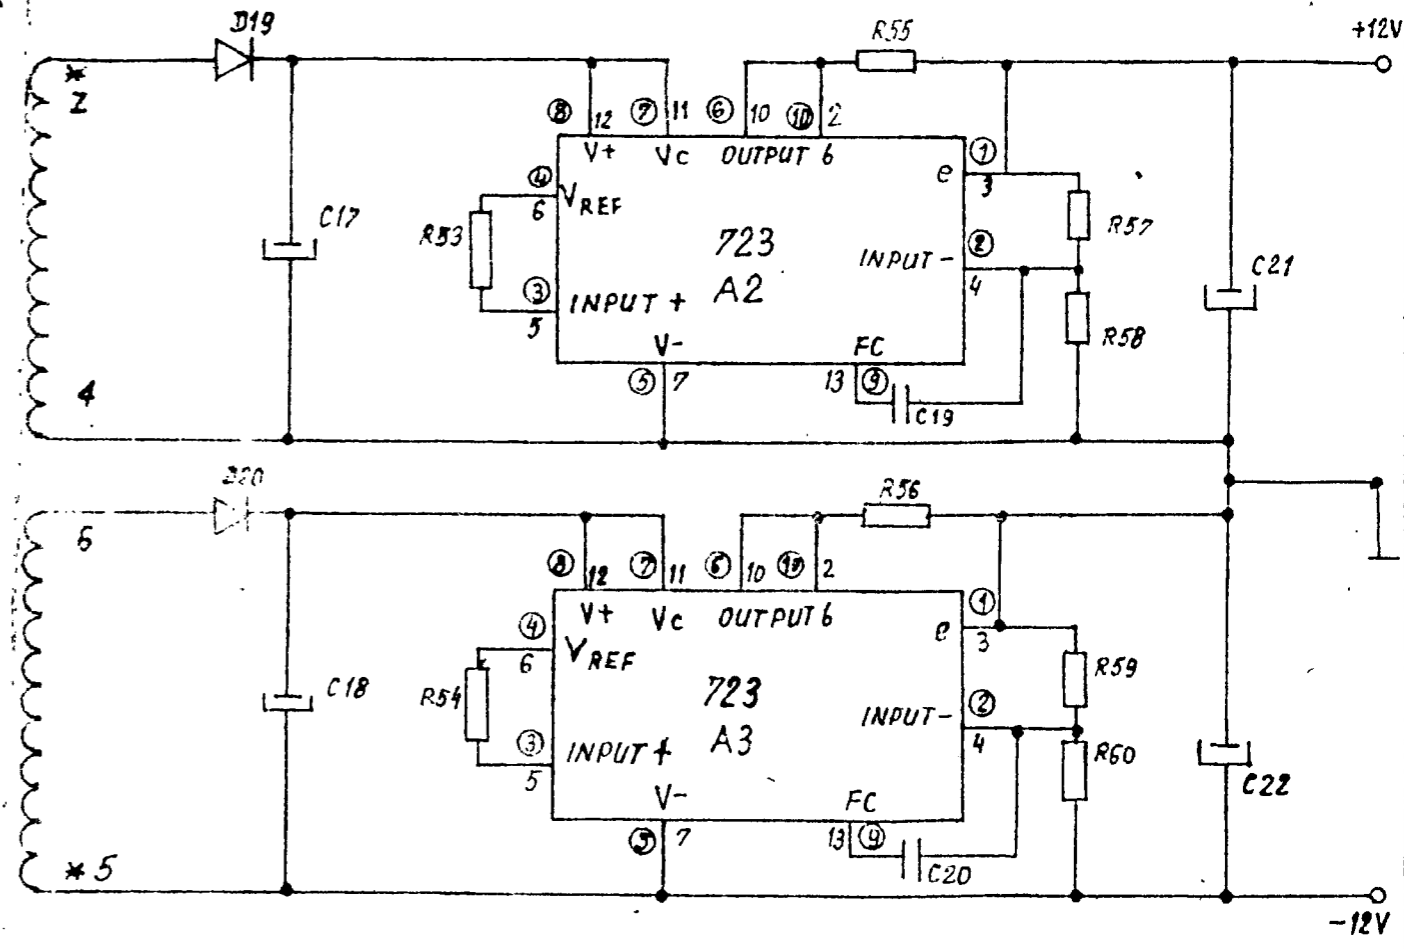 D19
R55
+12V
* 2
⑧ 12 ⑦ 11 ⑥ 10 ⑩ 2
V+ Vc OUTPUT 6
① e 3
④ 6 VREF
C17
R53
723
A2
R57
② INPUT - 4
C21
③ 5 INPUT +
R58
V-
FC
⑤ 7
13 ⑨
C19
4
D20
R56
6
⑧ 12 ⑦ 11 ⑥ 10 ⑩ 2
V+ Vc OUTPUT 6
① e 3
④ 6 VREF
C18
R54
723
A3
R59
② INPUT - 4
③ 5 INPUT +
R60
C22
V-
FC
⑤ 7
13 ⑨
C20
* 5
-12V